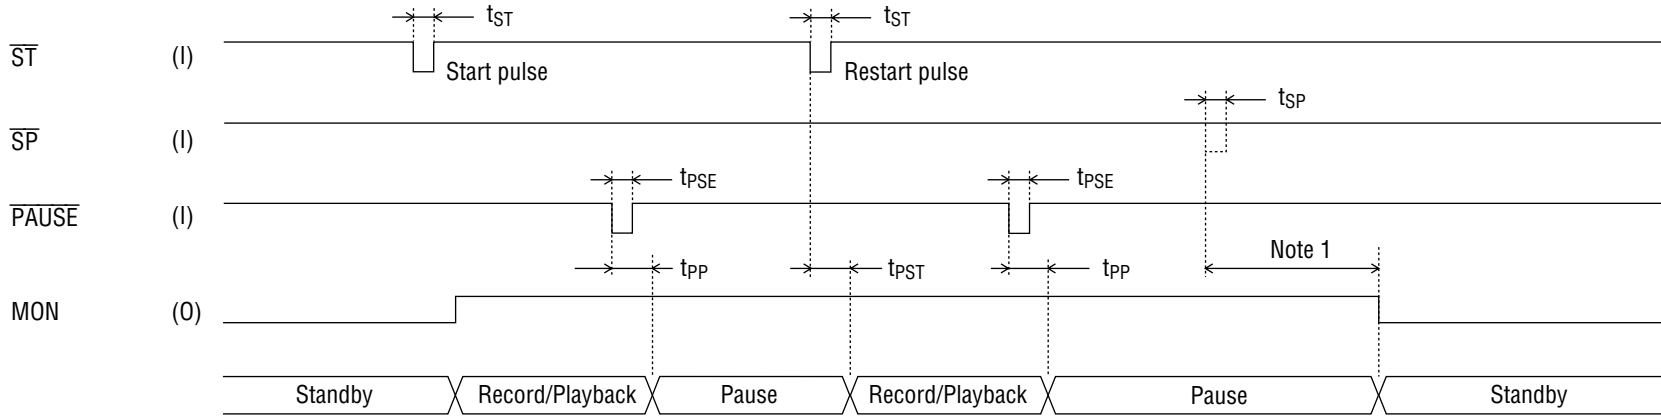 tST tST
ST (I)
Start pulse Restart pulse
tSP
SP (I)
tPSE tPSE
PAUSE (I)
Note 1
tPP tPST tPP
MON (O)
Standby Record/Playback Pause Record/Playback Pause Standby